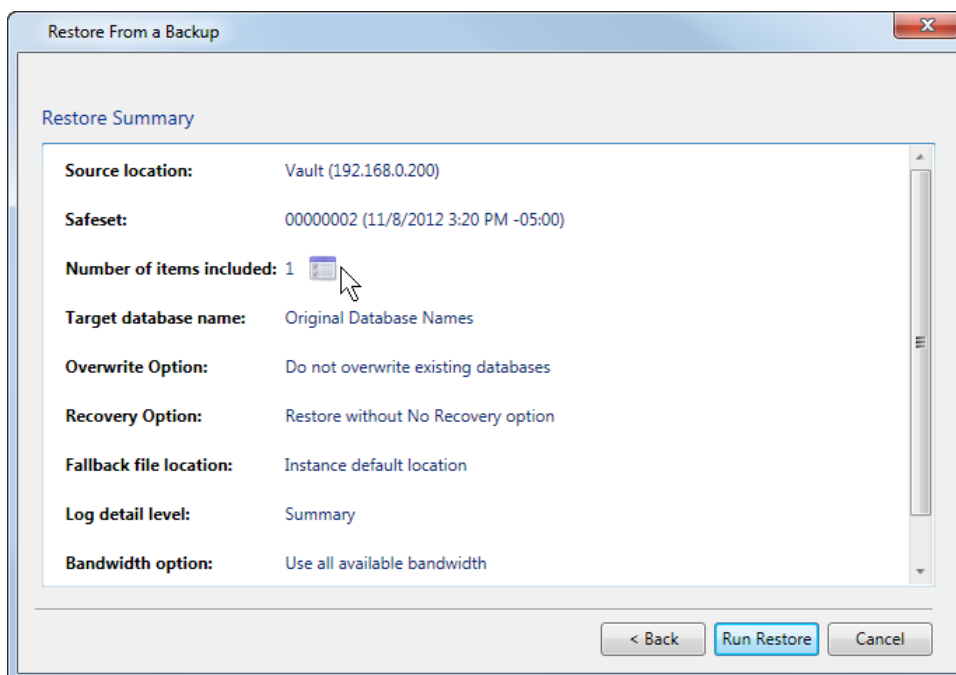 Restore From a Backup
Restore Summary
Source location: Vault (192.168.0.200)
Safeset: 00000002 (11/8/2012 3:20 PM -05:00)
Number of items included: 1
Target database name: Original Database Names
Overwrite Option: Do not overwrite existing databases
Recovery Option: Restore without No Recovery option
Fallback file location: Instance default location
Log detail level: Summary
Bandwidth option: Use all available bandwidth
< Back Run Restore Cancel